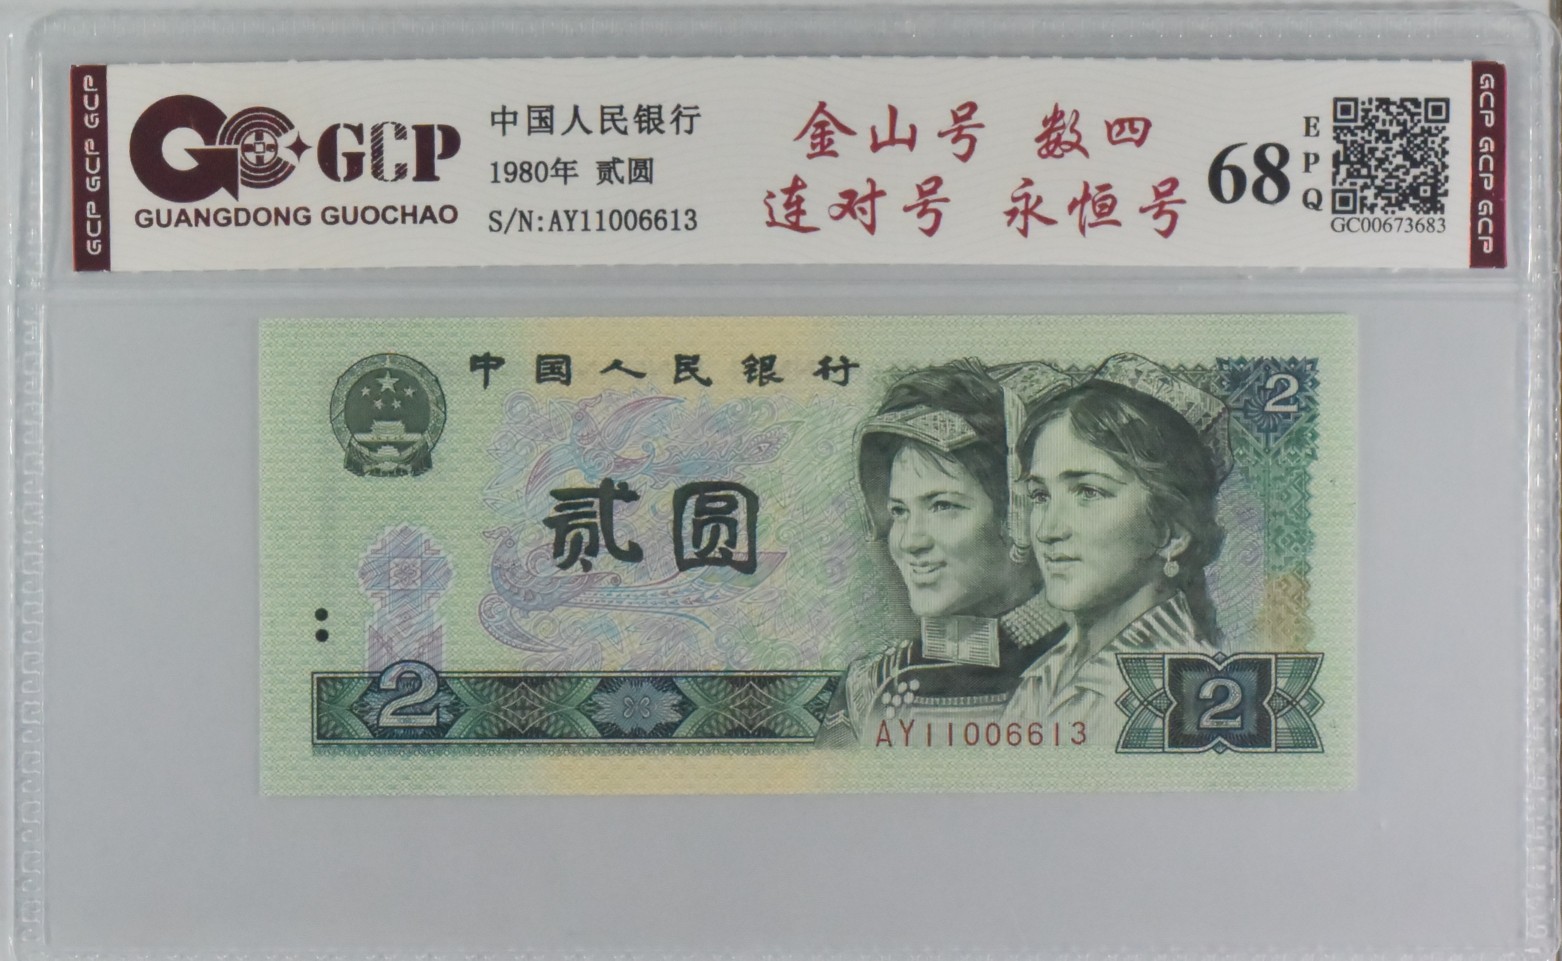 GCP GCP GCP
GCP
GUANGDONG GUOCHAO
中国人民银行
1980年 贰圆
S/N:AY11006613
金山号 数四
连对号 永恒号
68
EPQ
GC00673683
GCP GCP GCP
中国人民银行
2
贰圆
2
AY11006613
2